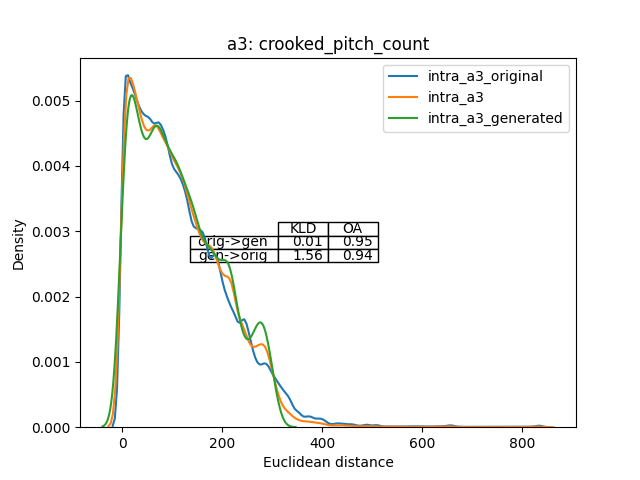 a3: crooked_pitch_count
intra_a3_original
intra_a3
intra_a3_generated
0.005
0.004
0.003
0.002
0.001
0.000
Density
KLD OA
orig->gen 0.01 0.95
gen->orig 1.56 0.94
0 200 400 600 800
Euclidean distance